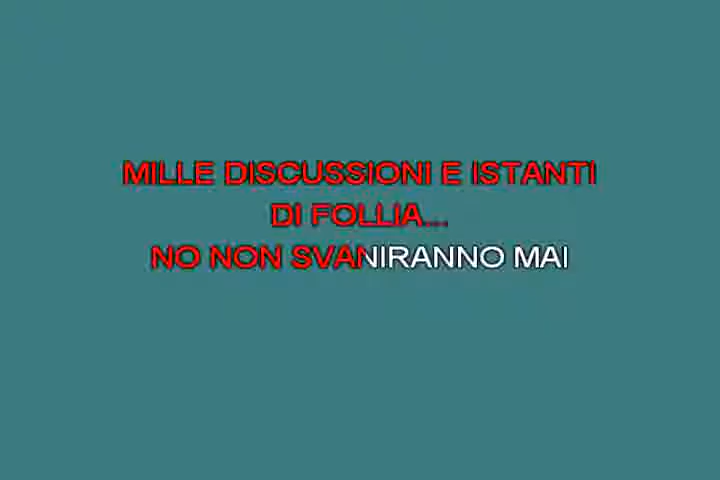 MILLE DISCUSSIONI E ISTANTI
DI FOLLIA...
NO NON SVANIRANNO MAI